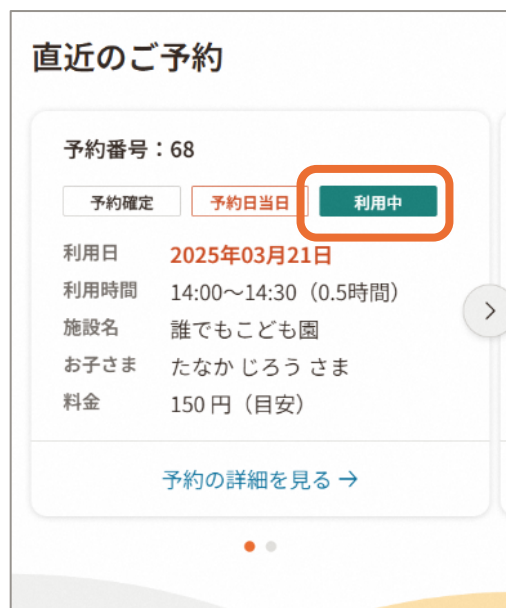 直近のご予約
予約番号：68
予約確定 予約日当日 利用中
利用日 2025年03月21日
利用時間 14:00～14:30（0.5時間）
施設名 誰でもこども園
お子さま たなか じろう さま
料金 150 円（目安）
予約の詳細を見る →